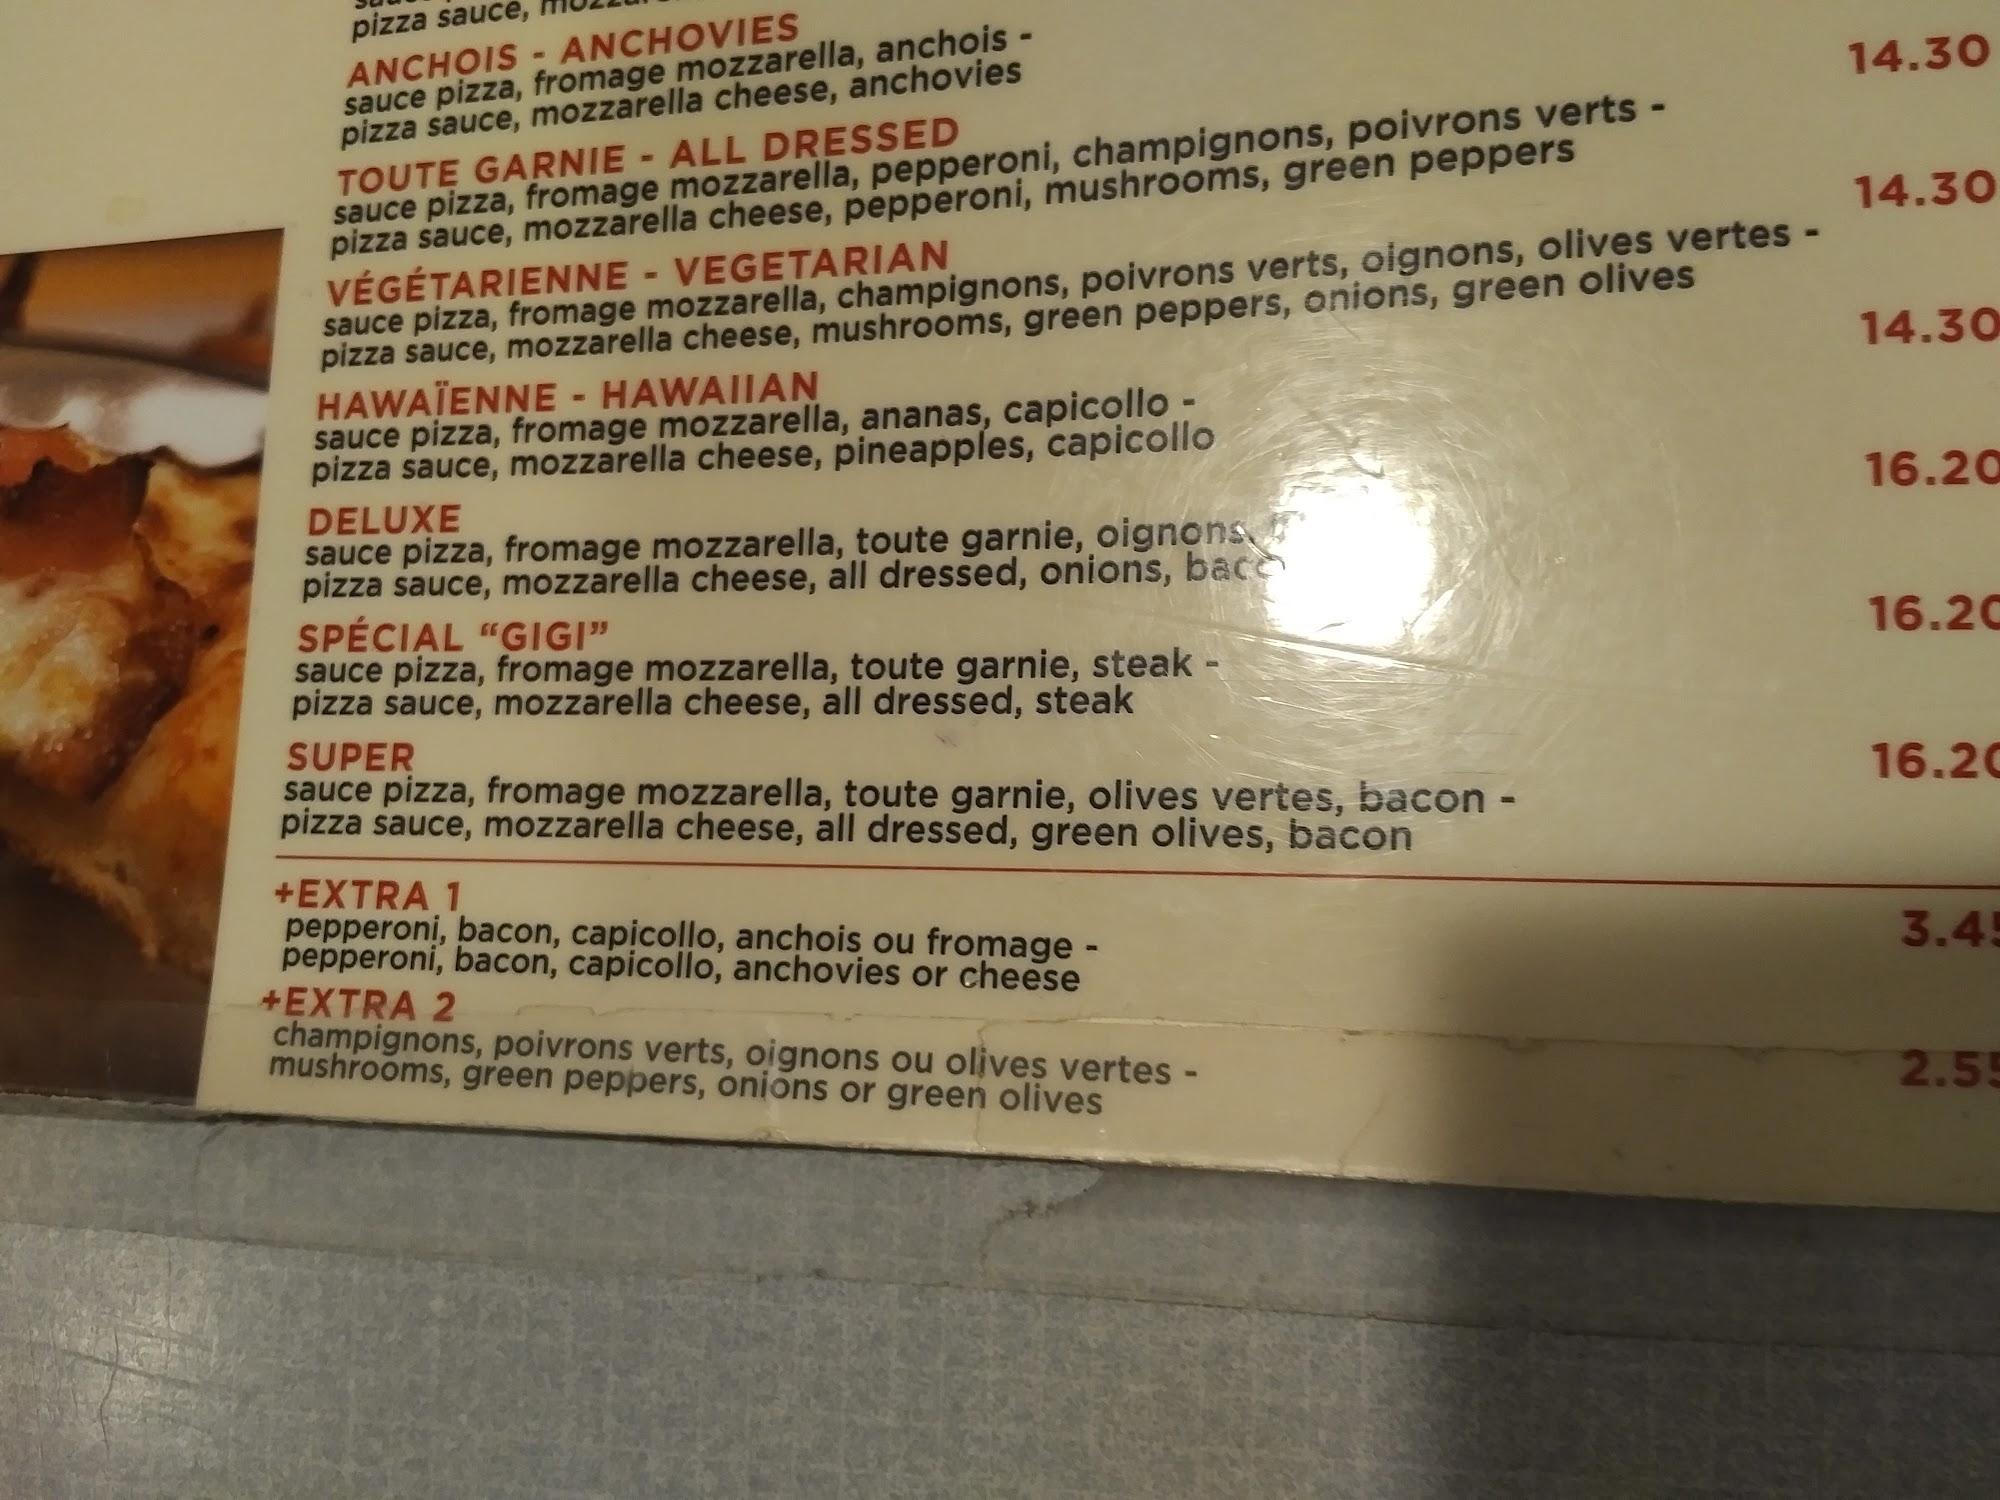 pizza sauce,
ANCHOIS - ANCHOVIES
sauce pizza, fromage mozzarella, anchois -
pizza sauce, mozzarella cheese, anchovies
TOUTE GARNIE - ALL DRESSED 14.30
sauce pizza, fromage mozzarella, pepperoni, champignons, poivrons verts -
pizza sauce, mozzarella cheese, pepperoni, mushrooms, green peppers
VÉGÉTARIENNE - VEGETARIAN 14.30
sauce pizza, fromage mozzarella, champignons, poivrons verts, oignons, olives vertes -
pizza sauce, mozzarella cheese, mushrooms, green peppers, onions, green olives
HAWAÏENNE - HAWAIIAN 14.30
sauce pizza, fromage mozzarella, ananas, capicollo -
pizza sauce, mozzarella cheese, pineapples, capicollo
DELUXE 16.20
sauce pizza, fromage mozzarella, toute garnie, oignons,
pizza sauce, mozzarella cheese, all dressed, onions,
SPÉCIAL “GIGI” 16.20
sauce pizza, fromage mozzarella, toute garnie, steak -
pizza sauce, mozzarella cheese, all dressed, steak
SUPER 16.20
sauce pizza, fromage mozzarella, toute garnie, olives vertes, bacon -
pizza sauce, mozzarella cheese, all dressed, green olives, bacon
+EXTRA 1 3.45
pepperoni, bacon, capicollo, anchois ou fromage -
pepperoni, bacon, capicollo, anchovies or cheese
+EXTRA 2 2.55
champignons, poivrons verts, oignons ou olives vertes -
mushrooms, green peppers, onions or green olives